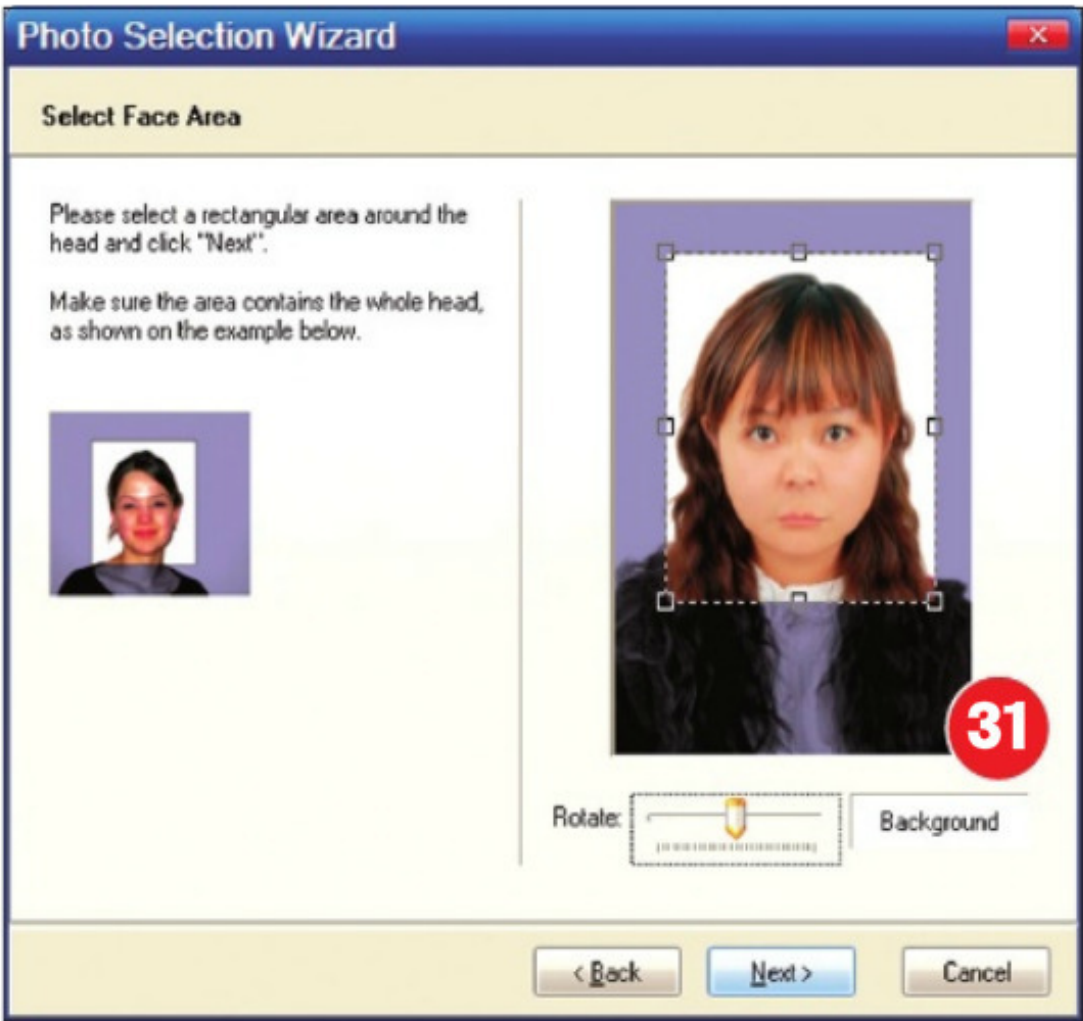 Photo Selection Wizard
Select Face Area
Please select a rectangular area around the
head and click "Next".
Make sure the area contains the whole head,
as shown on the example below.
31
Rotate:
Background
< Back
Next >
Cancel